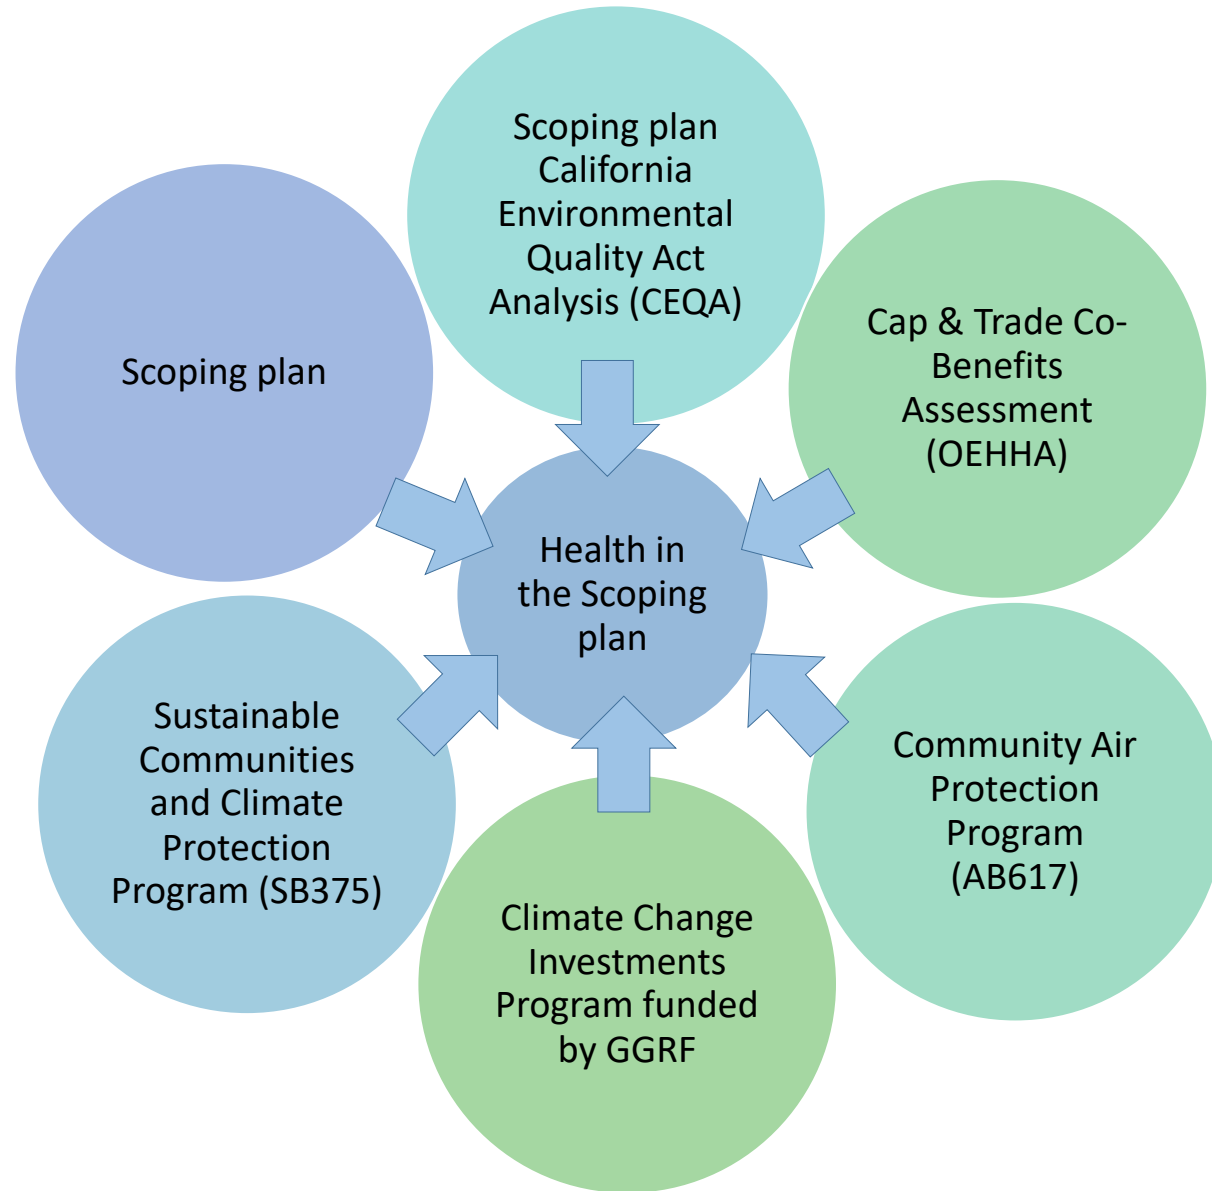 Scoping plan
California
Environmental
Quality Act
Analysis (CEQA)
Cap & Trade Co-
Benefits
Assessment
(OEHHA)
Community Air
Protection
Program
(AB617)
Climate Change
Investments
Program funded
by GGRF
Sustainable
Communities
and Climate
Protection
Program (SB375)
Scoping plan
Health in
the Scoping
plan